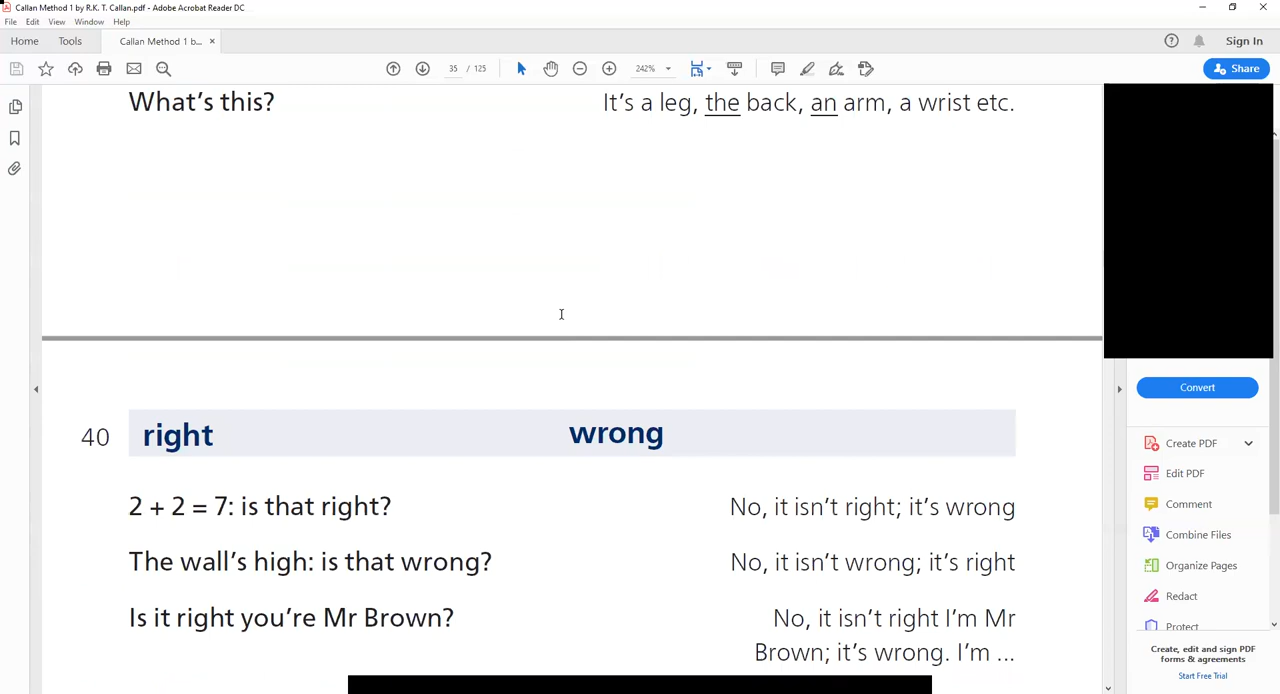 Callan Method 1 by R.K. T. Callan.pdf - Adobe Acrobat Reader DC
File Edit View Window Help
Home Tools Callan Method 1 b... × Sign In
35 / 125 242% Share
What's this? It's a leg, the back, an arm, a wrist etc.
40 right wrong
2 + 2 = 7: is that right? No, it isn't right; it's wrong
The wall's high: is that wrong? No, it isn't wrong; it's right
Is it right you're Mr Brown? No, it isn't right I'm Mr
Brown; it's wrong. I'm ...
Convert
Create PDF
Edit PDF
Comment
Combine Files
Organize Pages
Redact
Protect
Create, edit and sign PDF
forms & agreements
Start Free Trial